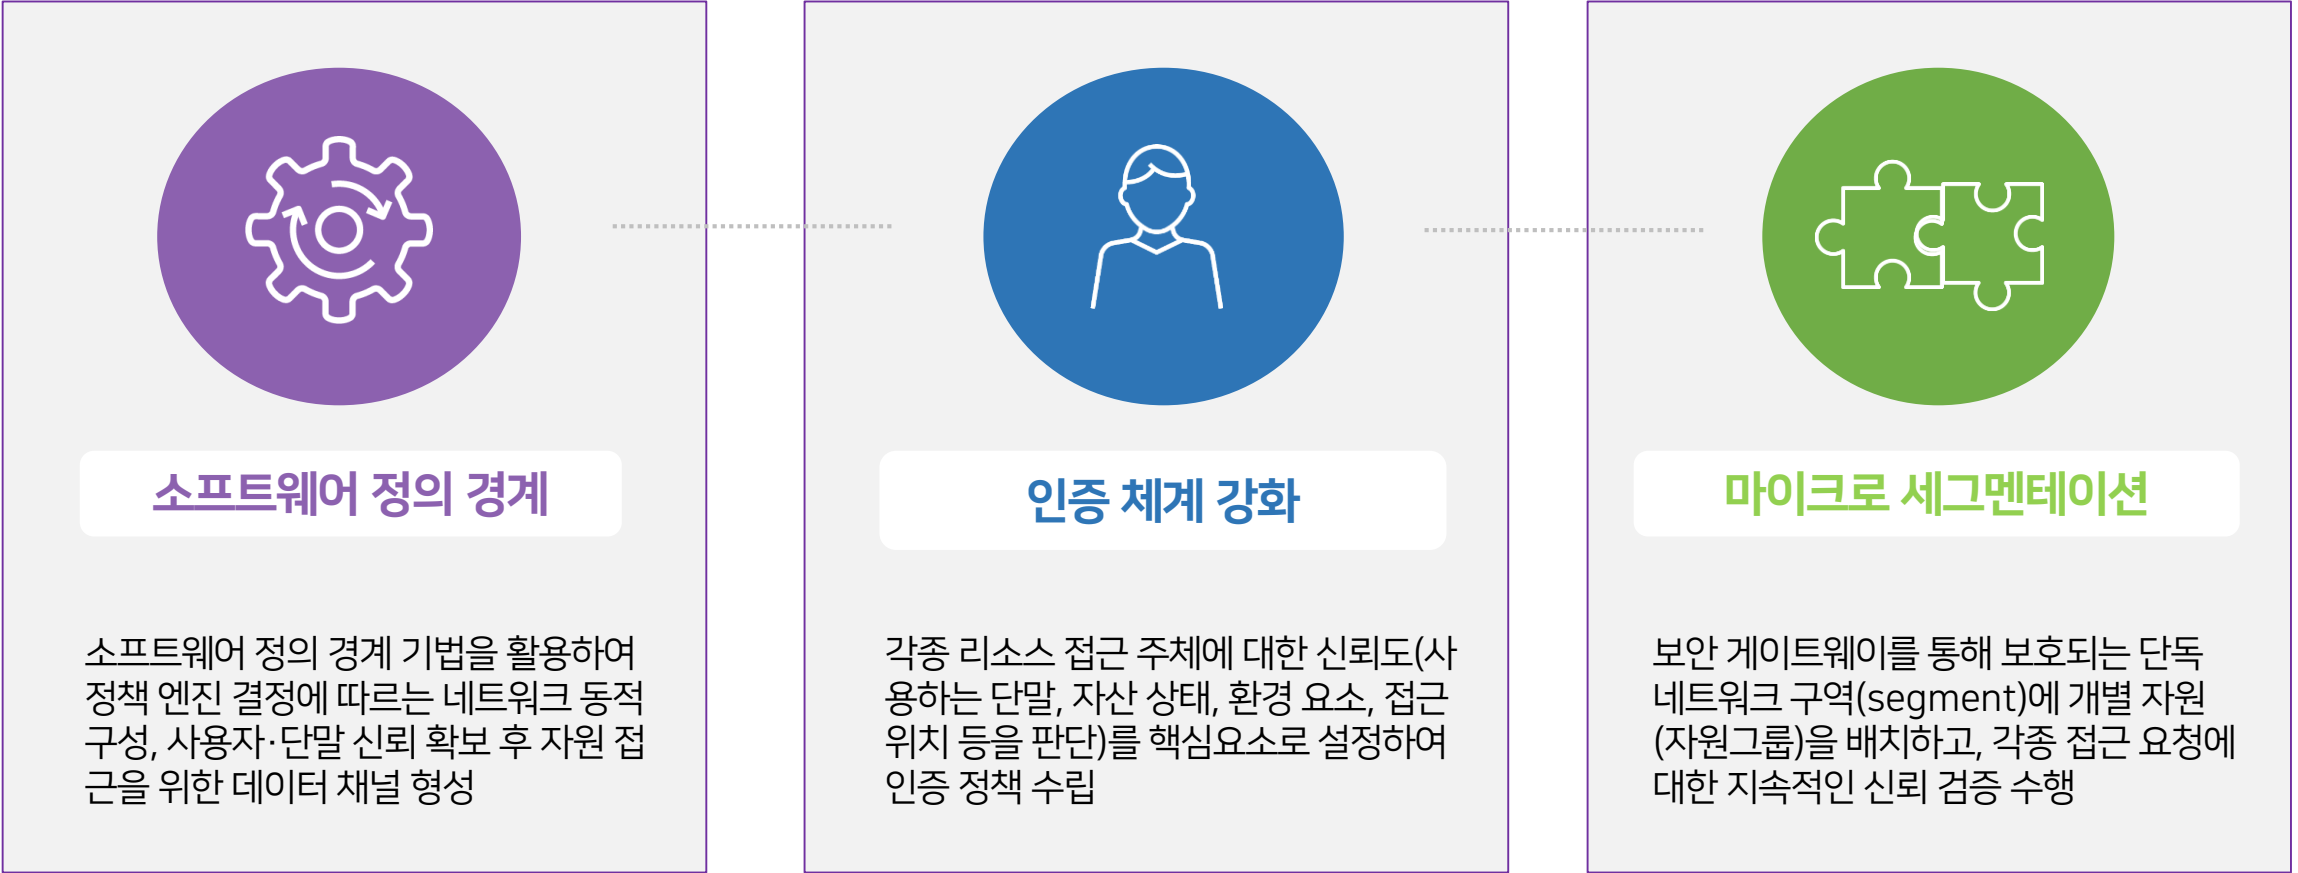 소프트웨어 정의 경계
소프트웨어 정의 경계 기법을 활용하여
정책 엔진 결정에 따르는 네트워크 동적
구성, 사용자·단말 신뢰 확보 후 자원 접
근을 위한 데이터 채널 형성
인증 체계 강화
각종 리소스 접근 주체에 대한 신뢰도(사
용하는 단말, 자산 상태, 환경 요소, 접근
위치 등을 판단)를 핵심요소로 설정하여
인증 정책 수립
마이크로 세그멘테이션
보안 게이트웨이를 통해 보호되는 단독
네트워크 구역(segment)에 개별 자원
(자원그룹)을 배치하고, 각종 접근 요청에
대한 지속적인 신뢰 검증 수행